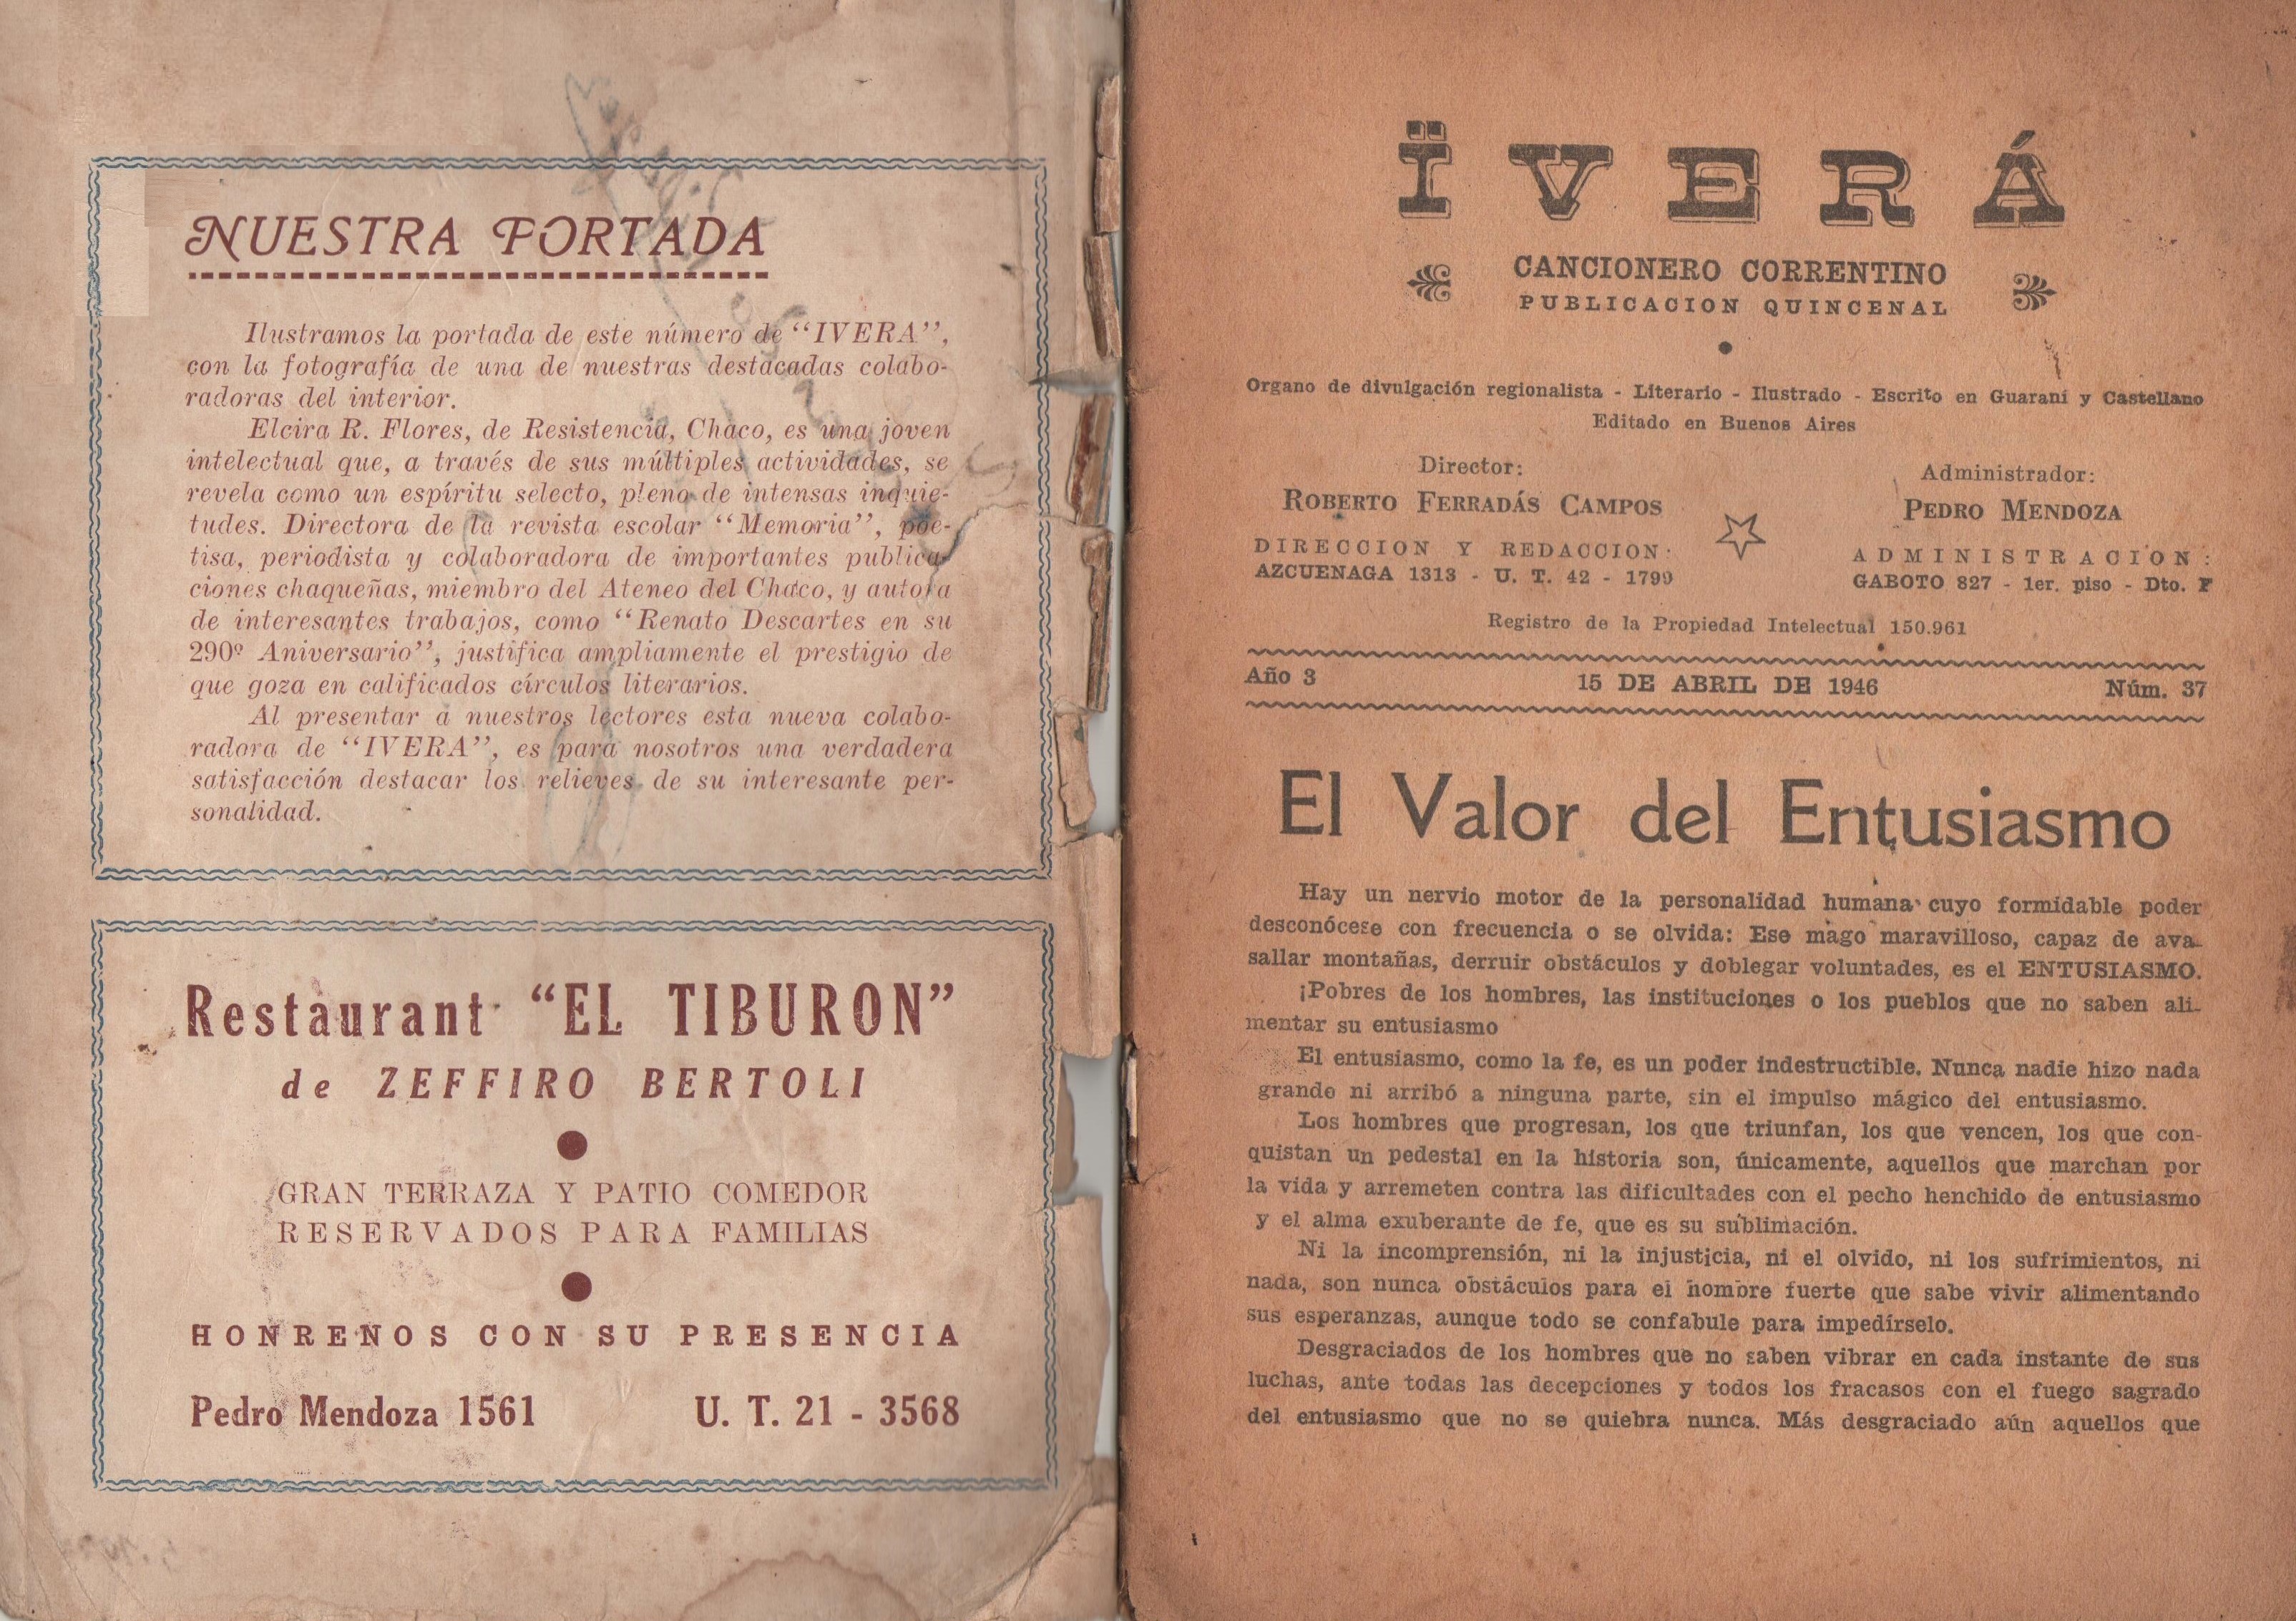 NUESTRA PORTADA
Ilustramos la portada de este número de "IVERA",
con la fotografía de una de nuestras destacadas colabo-
radoras del interior.
Elcira R. Flores, de Resistencia, Chaco, es una joven
intelectual que, a través de sus múltiples actividades, se
revela como un espíritu selecto, pleno de intensas inquie-
tudes. Directora de la revista escolar "Memoria", poe-
tisa, periodista y colaboradora de importantes publica-
ciones chaqueñas, miembro del Ateneo del Chaco, y autora
de interesantes trabajos, como "Renato Descartes en su
290º Aniversario", justifica ampliamente el prestigio de
que goza en calificados círculos literarios.
Al presentar a nuestros lectores esta nueva colabo-
radora de "IVERA", es para nosotros una verdadera
satisfacción destacar los relieves de su interesante per-
sonalidad.
Restaurant "EL TIBURON"
de ZEFFIRO BERTOLI
GRAN TERRAZA Y PATIO COMEDOR
RESERVADOS PARA FAMILIAS
HONRENOS CON SU PRESENCIA
Pedro Mendoza 1561 U. T. 21 - 3568
ÏVERÁ
CANCIONERO CORRENTINO
PUBLICACION QUINCENAL
Organo de divulgación regionalista - Literario - Ilustrado - Escrito en Guaraní y Castellano
Editado en Buenos Aires
Director:
ROBERTO FERRADÁS CAMPOS
DIRECCION Y REDACCION:
AZCUENAGA 1313 - U. T. 42 - 1799
Administrador:
PEDRO MENDOZA
ADMINISTRACION:
GABOTO 827 - 1er. piso - Dto. F
Registro de la Propiedad Intelectual 150.961
Año 3 15 DE ABRIL DE 1946 Núm. 37
El Valor del Entusiasmo
Hay un nervio motor de la personalidad humana cuyo formidable poder
desconócese con frecuencia o se olvida: Ese mago maravilloso, capaz de ava-
sallar montañas, derruir obstáculos y doblegar voluntades, es el ENTUSIASMO.
¡Pobres de los hombres, las instituciones o los pueblos que no saben ali-
mentar su entusiasmo
El entusiasmo, como la fe, es un poder indestructible. Nunca nadie hizo nada
grande ni arribó a ninguna parte, sin el impulso mágico del entusiasmo.
Los hombres que progresan, los que triunfan, los que vencen, los que con-
quistan un pedestal en la historia son, únicamente, aquellos que marchan por
la vida y arremeten contra las dificultades con el pecho henchido de entusiasmo
y el alma exuberante de fe, que es su sublimación.
Ni la incomprensión, ni la injusticia, ni el olvido, ni los sufrimientos, ni
nada, son nunca obstáculos para el hombre fuerte que sabe vivir alimentando
sus esperanzas, aunque todo se confabule para impedírselo.
Desgraciados de los hombres que no saben vibrar en cada instante de sus
luchas, ante todas las decepciones y todos los fracasos con el fuego sagrado
del entusiasmo que no se quiebra nunca. Más desgraciado aún aquellos que